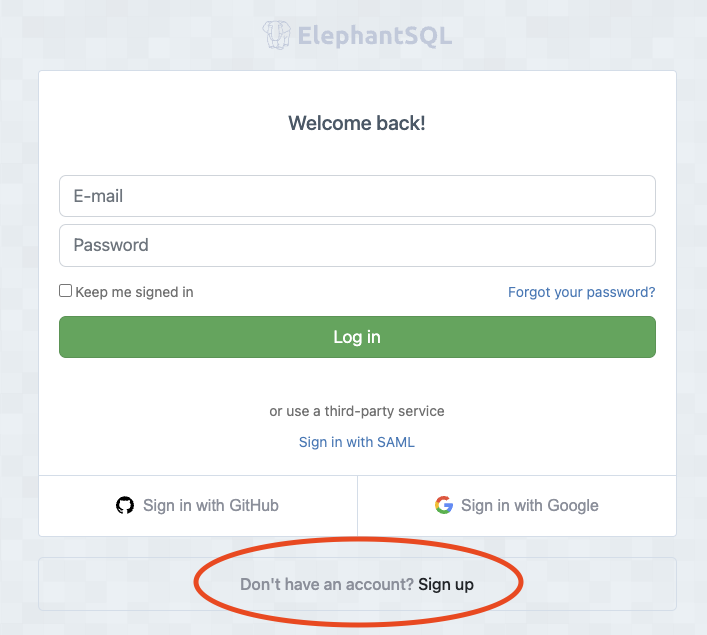 ElephantSQL
Welcome back!
E-mail
Password
Keep me signed in
Forgot your password?
Log in
or use a third-party service
Sign in with SAML
Sign in with GitHub
Sign in with Google
Don't have an account? Sign up